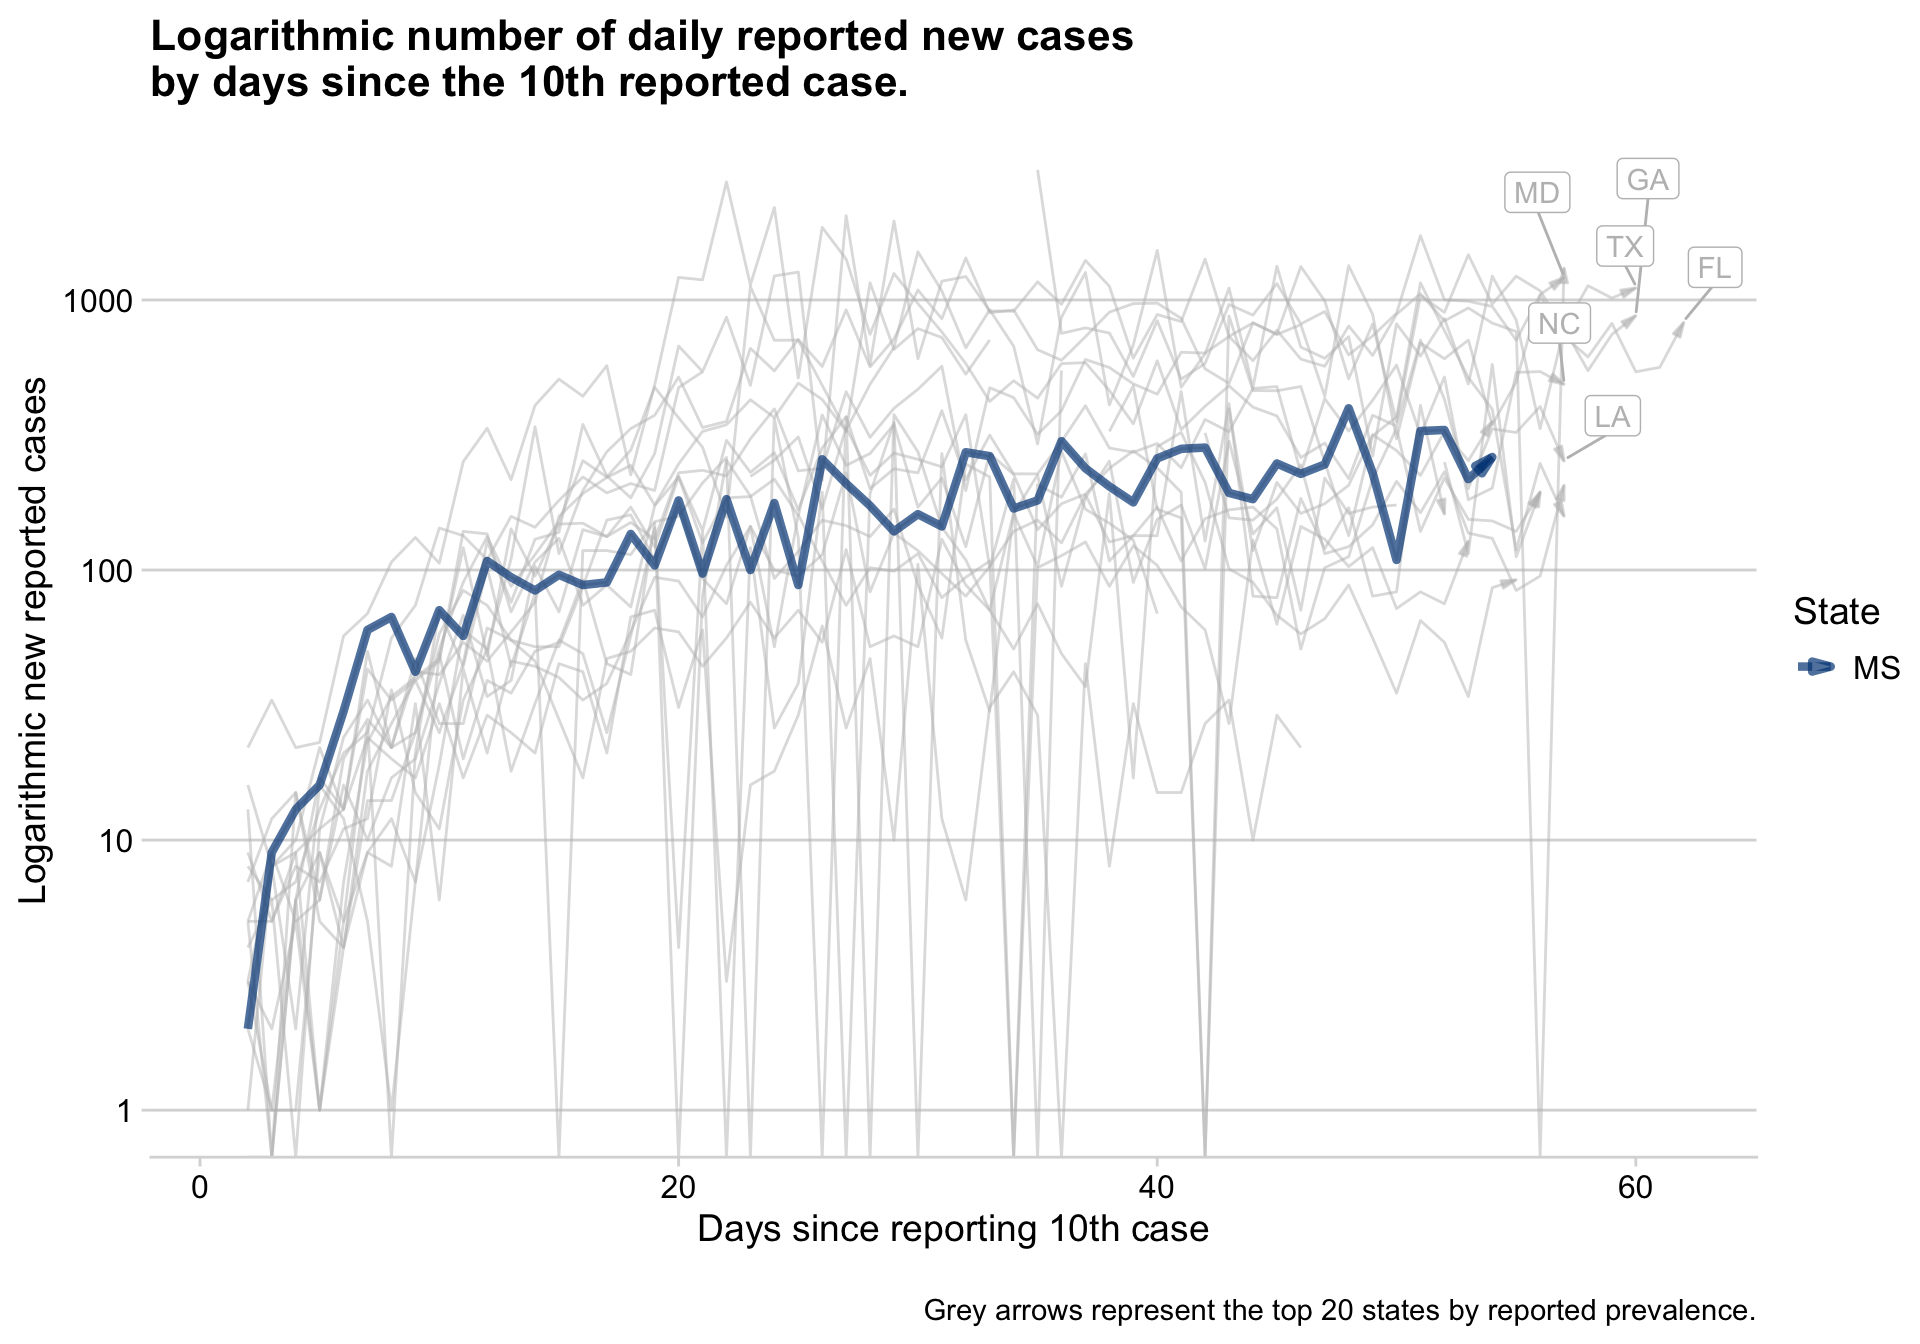 Logarithmic number of daily reported new cases
by days since the 10th reported case.
MD
GA
TX
FL
NC
LA
1000
100
10
1
Logarithmic new reported cases
0
20
40
60
Days since reporting 10th case
State
MS
Grey arrows represent the top 20 states by reported prevalence.